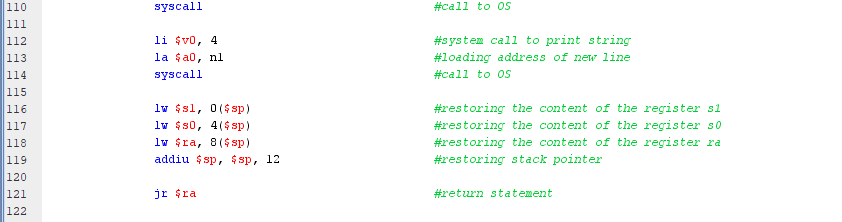 110 syscall #call to OS
111
112 li $v0, 4 #system call to print string
113 la $a0, nl #loading address of new line
114 syscall #call to OS
115
116 lw $s1, 0($sp) #restoring the content of the register s1
117 lw $s0, 4($sp) #restoring the content of the register s0
118 lw $ra, 8($sp) #restoring the content of the register ra
119 addiu $sp, $sp, 12 #restoring stack pointer
120
121 jr $ra #return statement
122